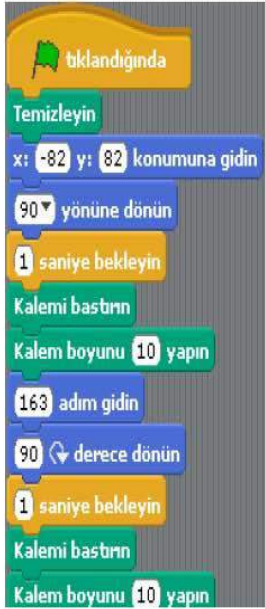 tıklandığında
Temizleyin
x: -82 y: 82 konumuna gidin
90 yönüne dönün
1 saniye bekleyin
Kalemi bastırın
Kalem boyunu 10 yapın
163 adım gidin
90 derece dönün
1 saniye bekleyin
Kalemi bastırın
Kalem boyunu 10 yapın